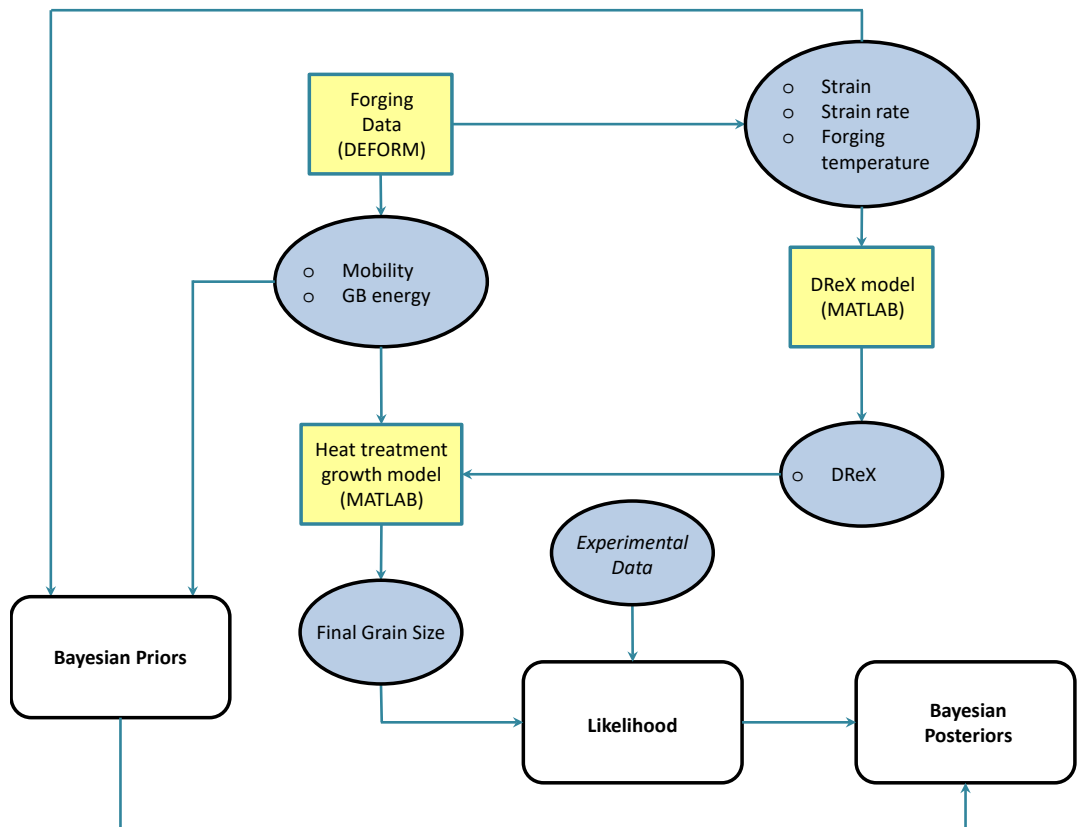 Forging
Data
(DEFORM)
o Strain
o Strain rate
o Forging
temperature
o Mobility
o GB energy
DReX model
(MATLAB)
Heat treatment
growth model
(MATLAB)
o DReX
Experimental
Data
Final Grain Size
Bayesian Priors
Likelihood
Bayesian
Posteriors